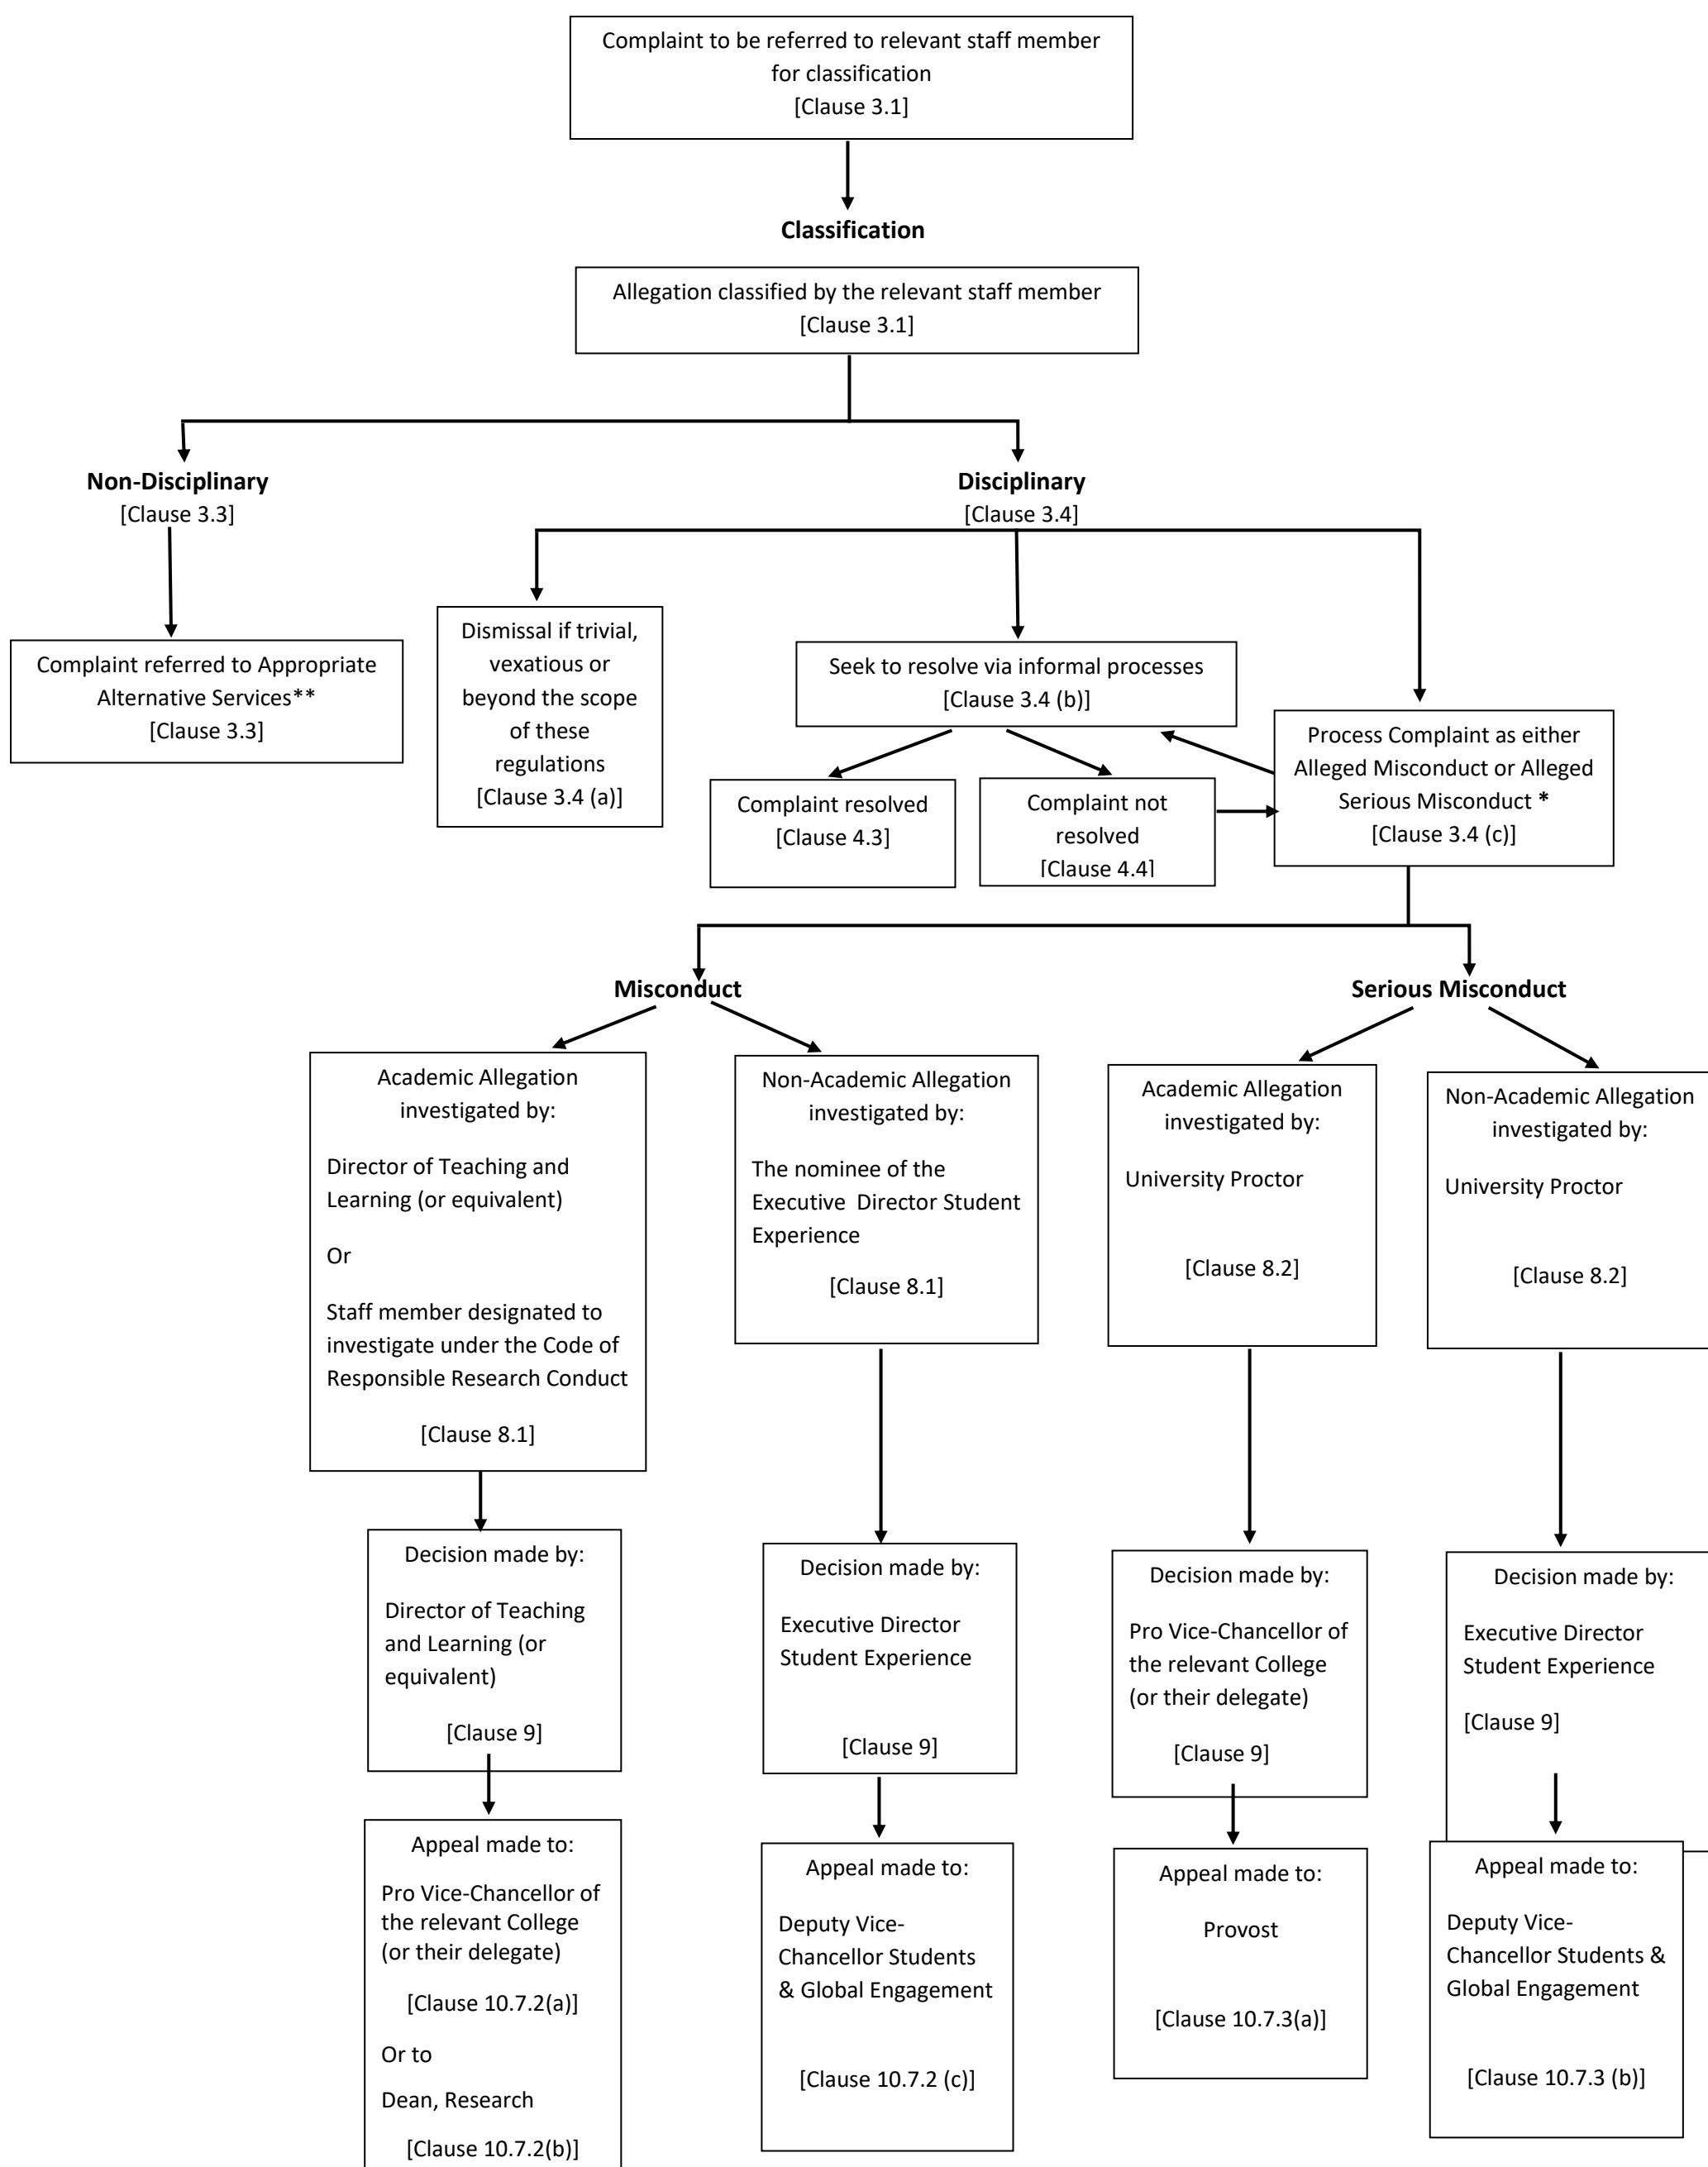 Complaint to be referred to relevant staff member
for classification
[Clause 3.1]
Classification
Allegation classified by the relevant staff member
[Clause 3.1]
Non-Disciplinary
[Clause 3.3]
Disciplinary
[Clause 3.4]
Complaint referred to Appropriate
Alternative Services**
[Clause 3.3]
Dismissal if trivial,
vexatious or
beyond the scope
of these
regulations
[Clause 3.4 (a)]
Seek to resolve via informal processes
[Clause 3.4 (b)]
Complaint resolved
[Clause 4.3]
Complaint not
resolved
[Clause 4.4]
Process Complaint as either
Alleged Misconduct or Alleged
Serious Misconduct *
[Clause 3.4 (c)]
Misconduct
Serious Misconduct
Academic Allegation
investigated by:
Director of Teaching and
Learning (or equivalent)
Or
Staff member designated to
investigate under the Code of
Responsible Research Conduct
[Clause 8.1]
Non-Academic Allegation
investigated by:
The nominee of the
Executive  Director Student
Experience
[Clause 8.1]
Academic Allegation
investigated by:
University Proctor
[Clause 8.2]
Non-Academic Allegation
investigated by:
University Proctor
[Clause 8.2]
Decision made by:
Director of Teaching
and Learning (or
equivalent)
[Clause 9]
Decision made by:
Executive Director
Student Experience
[Clause 9]
Decision made by:
Pro Vice-Chancellor of
the relevant College
(or their delegate)
[Clause 9]
Decision made by:
Executive Director
Student Experience
[Clause 9]
Appeal made to:
Pro Vice-Chancellor of
the relevant College
(or their delegate)
[Clause 10.7.2(a)]
Or to
Dean, Research
[Clause 10.7.2(b)]
Appeal made to:
Deputy Vice-
Chancellor Students
& Global Engagement
[Clause 10.7.2 (c)]
Appeal made to:
Provost
[Clause 10.7.3(a)]
Appeal made to:
Deputy Vice-
Chancellor Students &
Global Engagement
[Clause 10.7.3 (b)]